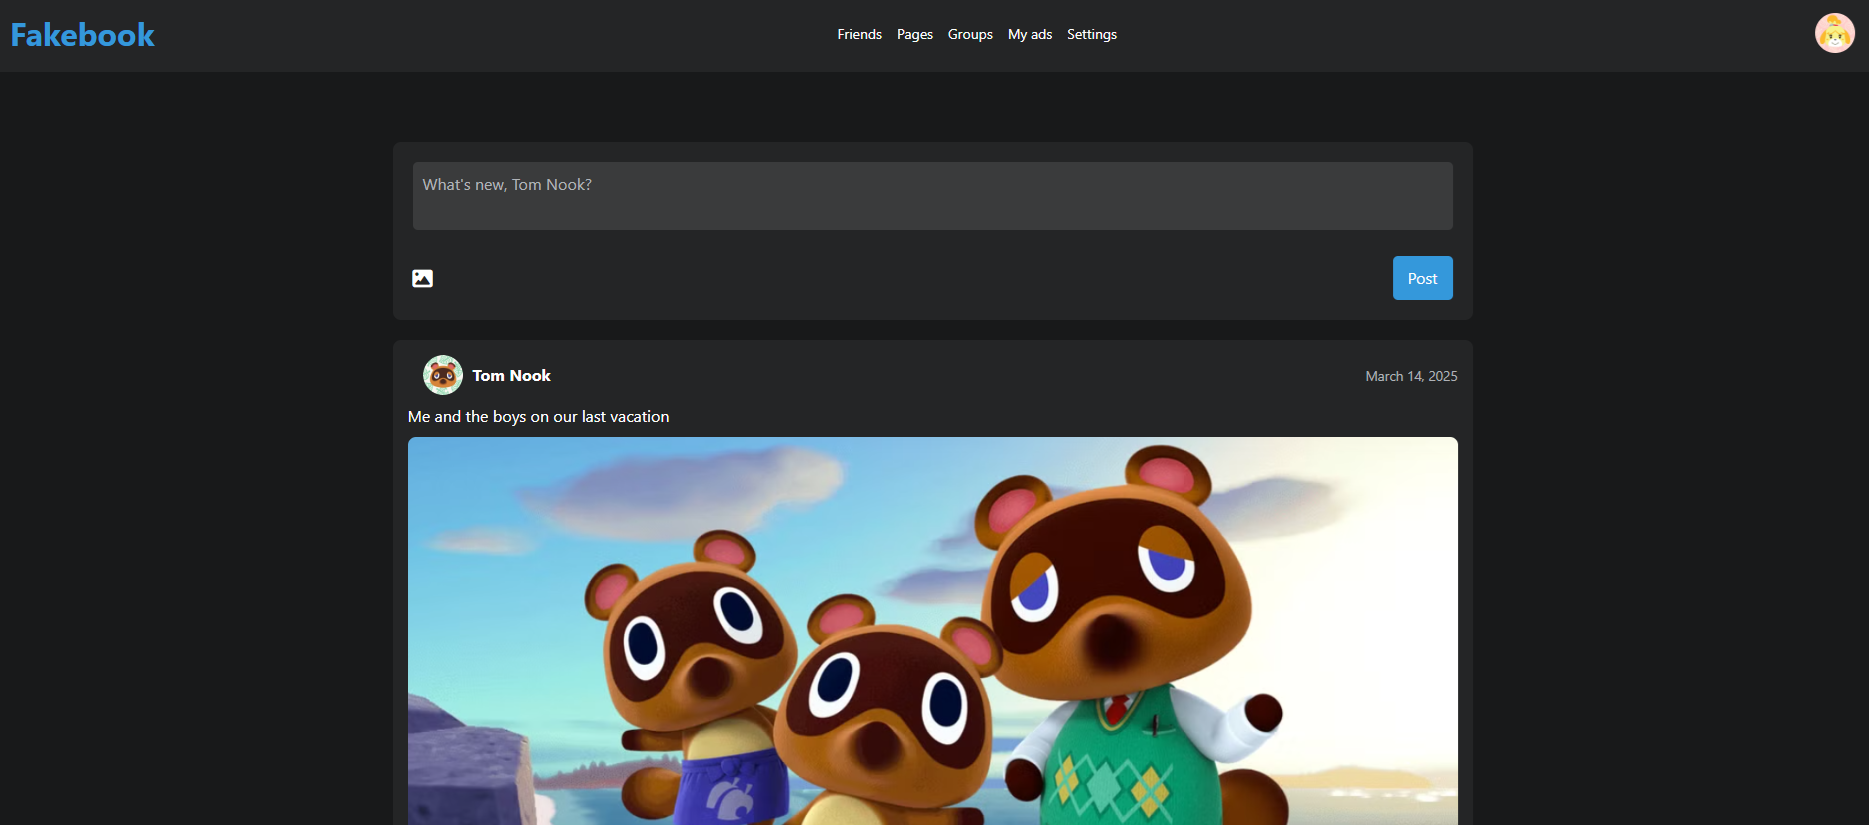 Fakebook
Friends Pages Groups My ads Settings
What's new, Tom Nook?
Post
Tom Nook
March 14, 2025
Me and the boys on our last vacation